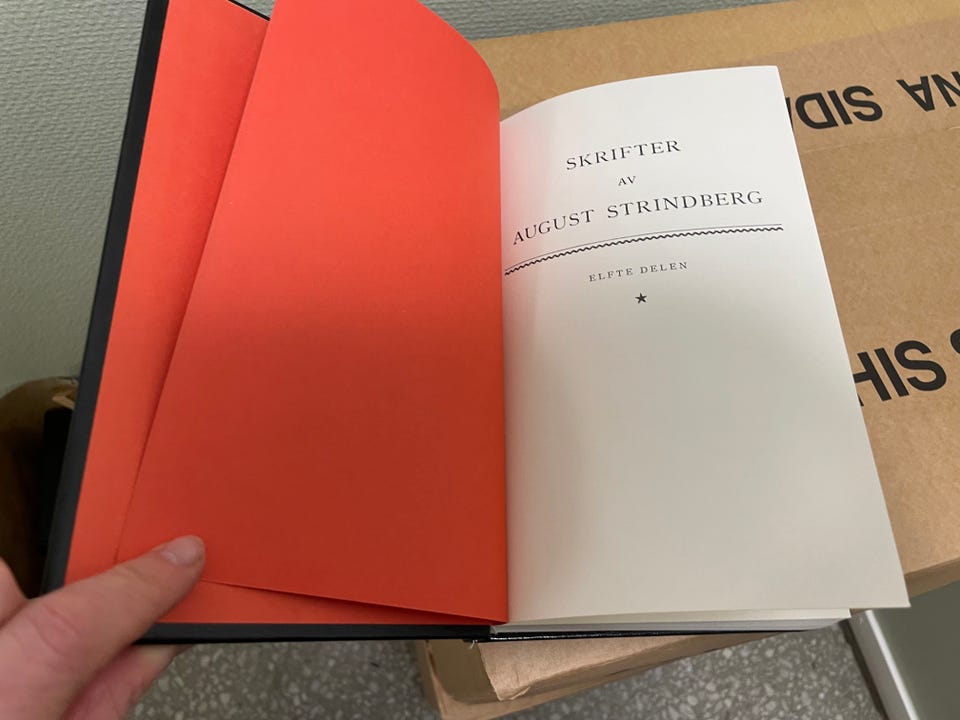 SKRIFTER
AV
AUGUST STRINDBERG
ELFTE DELEN